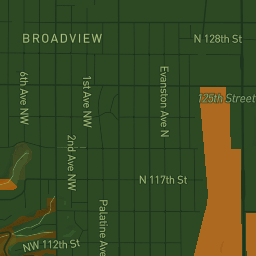 BROADVIEW
N 128th St
6th Ave NW
1st Ave NW
Evanston Ave N
125th Street
2nd Ave NW
N 117th St
Palatine Ave
NW 112th St